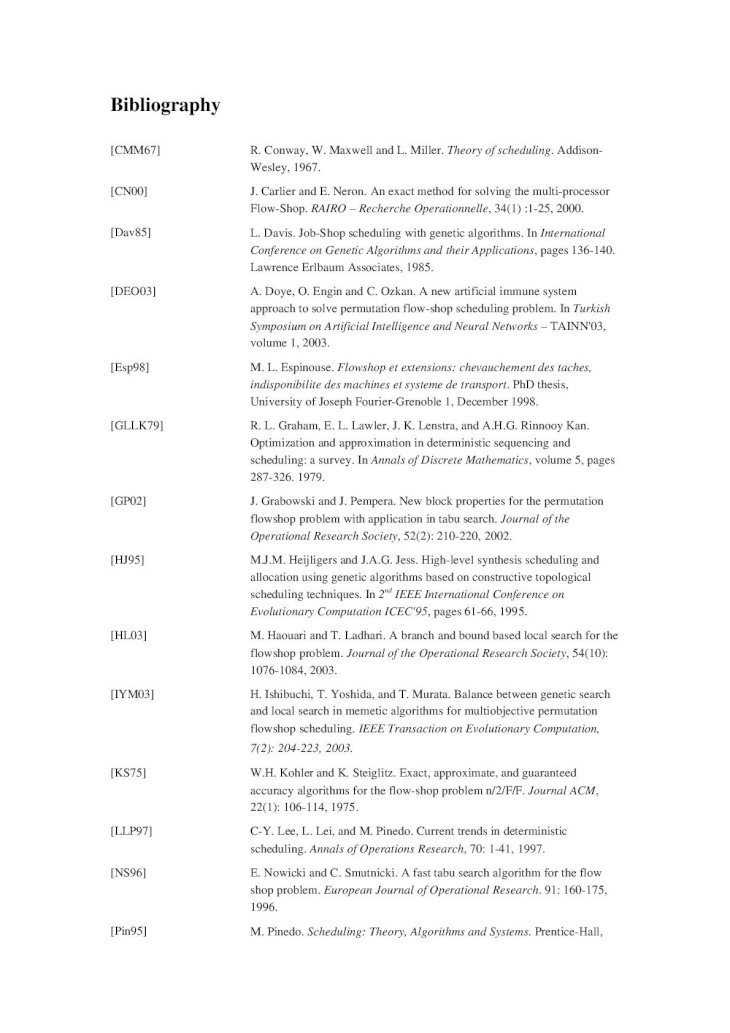 Bibliography
[CMM67] R. Conway, W. Maxwell and L. Miller. Theory of scheduling. Addison-
Wesley, 1967.
[CN00] J. Carlier and E. Neron. An exact method for solving the multi-processor
Flow-Shop. RAIRO – Recherche Operationnelle, 34(1) :1-25, 2000.
[Dav85] L. Davis. Job-Shop scheduling with genetic algorithms. In International
Conference on Genetic Algorithms and their Applications, pages 136-140.
Lawrence Erlbaum Associates, 1985.
[DEO03] A. Doye, O. Engin and C. Ozkan. A new artificial immune system
approach to solve permutation flow-shop scheduling problem. In Turkish
Symposium on Artificial Intelligence and Neural Networks – TAINN'03,
volume 1, 2003.
[Esp98] M. L. Espinouse. Flowshop et extensions: chevauchement des taches,
indisponibilite des machines et systeme de transport. PhD thesis,
University of Joseph Fourier-Grenoble 1, December 1998.
[GLLK79] R. L. Graham, E. L. Lawler, J. K. Lenstra, and A.H.G. Rinnooy Kan.
Optimization and approximation in deterministic sequencing and
scheduling: a survey. In Annals of Discrete Mathematics, volume 5, pages
287-326. 1979.
[GP02] J. Grabowski and J. Pempera. New block properties for the permutation
flowshop problem with application in tabu search. Journal of the
Operational Research Society, 52(2): 210-220, 2002.
[HJ95] M.J.M. Heijligers and J.A.G. Jess. High-level synthesis scheduling and
allocation using genetic algorithms based on constructive topological
scheduling techniques. In 2nd IEEE International Conference on
Evolutionary Computation ICEC'95, pages 61-66, 1995.
[HL03] M. Haouari and T. Ladhari. A branch and bound based local search for the
flowshop problem. Journal of the Operational Research Society, 54(10):
1076-1084, 2003.
[IYM03] H. Ishibuchi, T. Yoshida, and T. Murata. Balance between genetic search
and local search in memetic algorithms for multiobjective permutation
flowshop scheduling. IEEE Transaction on Evolutionary Computation,
7(2): 204-223, 2003.
[KS75] W.H. Kohler and K. Steiglitz. Exact, approximate, and guaranteed
accuracy algorithms for the flow-shop problem n/2/F/F. Journal ACM,
22(1): 106-114, 1975.
[LLP97] C-Y. Lee, L. Lei, and M. Pinedo. Current trends in deterministic
scheduling. Annals of Operations Research, 70: 1-41, 1997.
[NS96] E. Nowicki and C. Smutnicki. A fast tabu search algorithm for the flow
shop problem. European Journal of Operational Research. 91: 160-175,
1996.
[Pin95] M. Pinedo. Scheduling: Theory, Algorithms and Systems. Prentice-Hall,